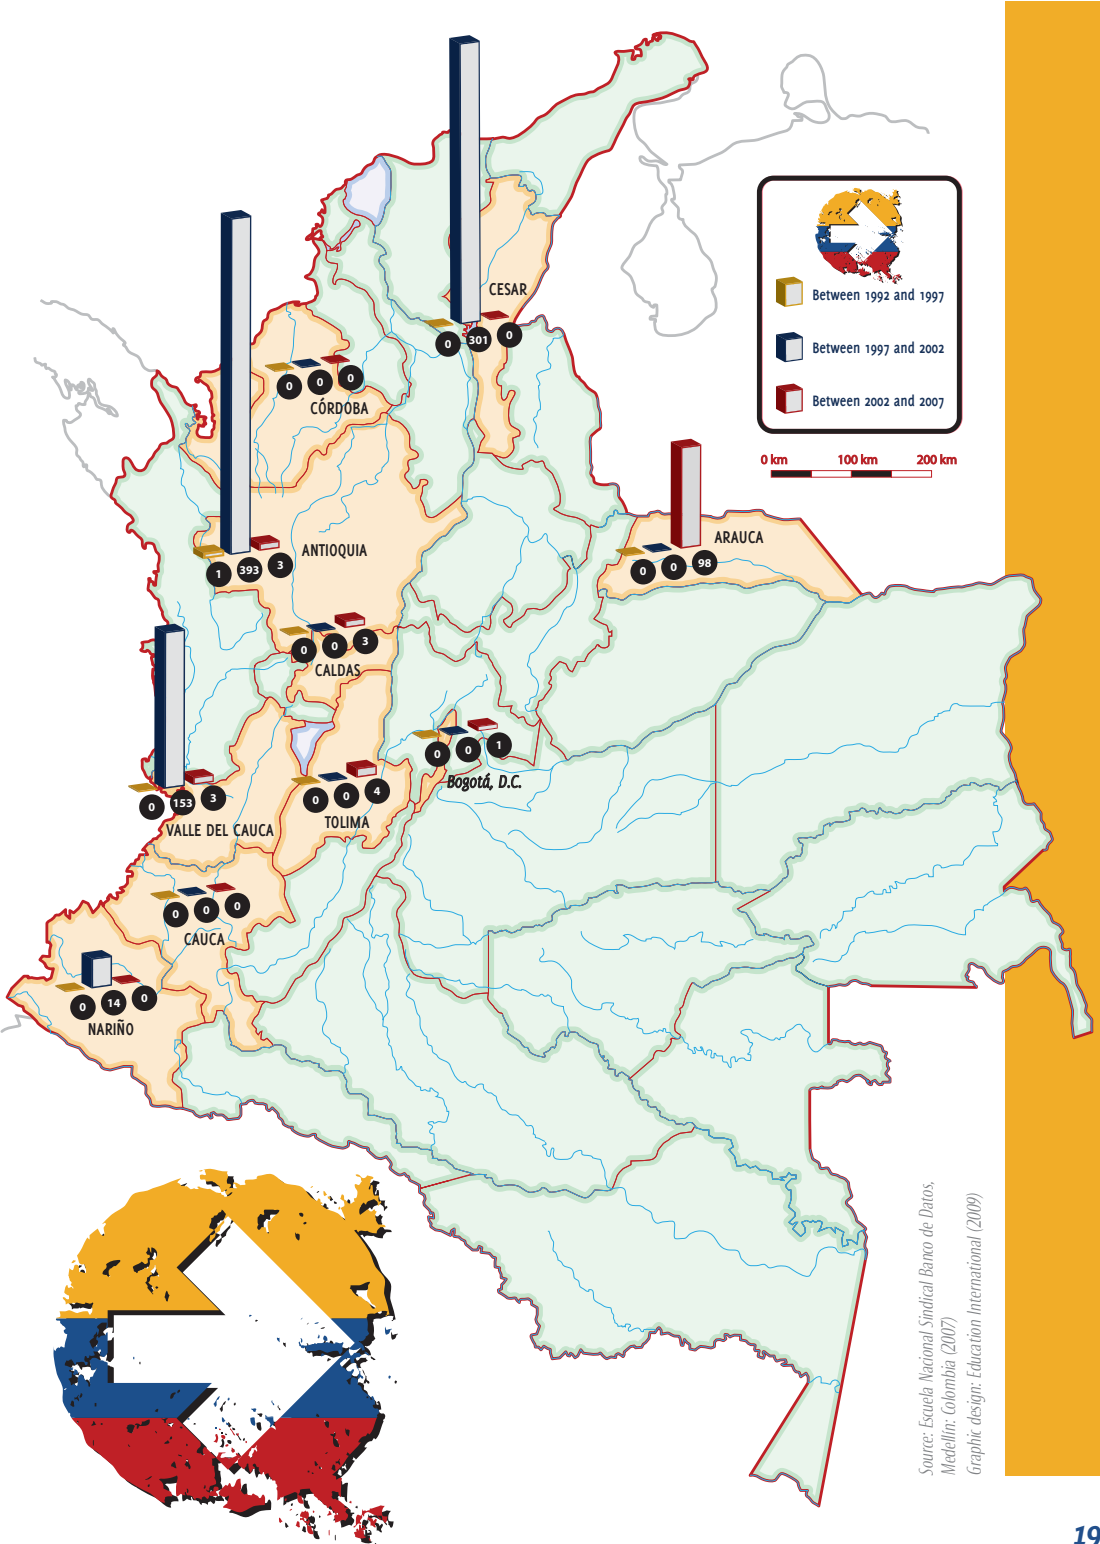 CESAR
0 301 0
Between 1992 and 1997
Between 1997 and 2002
Between 2002 and 2007
0 km 100 km 200 km
0 0 0
CÓRDOBA
ARAUCA
0 0 98
ANTIOQUIA
1 393 3
0 0 3
CALDAS
0 0 1
Bogotá, D.C.
0 153 3
VALLE DEL CAUCA
0 0 4
TOLIMA
0 0 0
CAUCA
0 14 0
NARIÑO
Source: Escuela Nacional Sindical Banco de Datos,
Medellín: Colombia (2007)
Graphic design: Education International (2009)
19